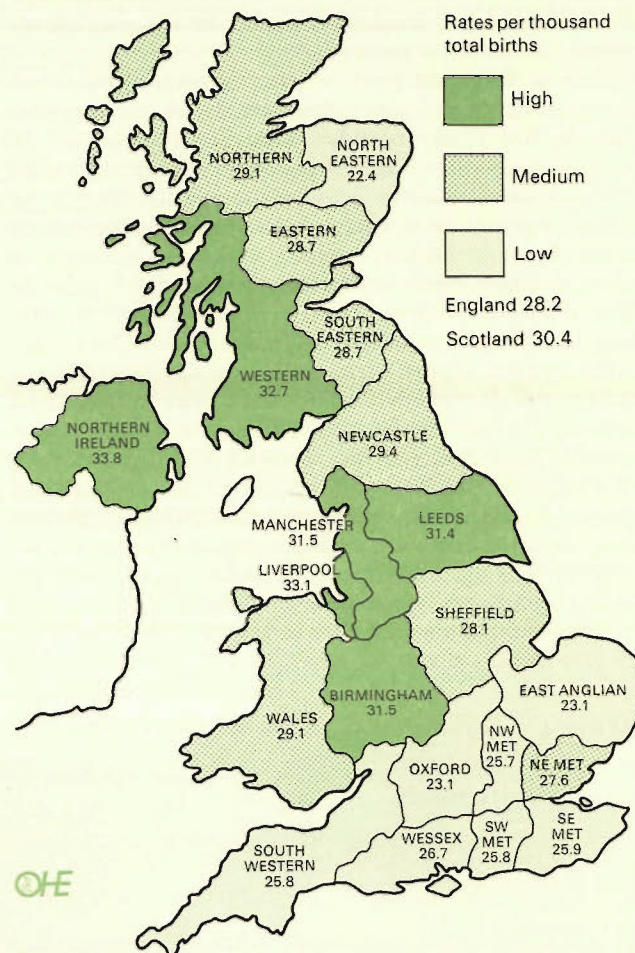 Rates per thousand
total births
High
Medium
Low
England 28.2
Scotland 30.4
NORTHERN
29.1
NORTH
EASTERN
22.4
EASTERN
28.7
SOUTH
EASTERN
28.7
WESTERN
32.7
NORTHERN
IRELAND
33.8
NEWCASTLE
29.4
MANCHESTER
31.5
LEEDS
31.4
LIVERPOOL
33.1
SHEFFIELD
28.1
BIRMINGHAM
31.5
WALES
29.1
EAST ANGLIAN
23.1
NW
MET
25.7
NE MET
27.6
OXFORD
23.1
SOUTH
WESTERN
25.8
WESSEX
26.7
SW
MET
25.8
SE
MET
25.9
OHE